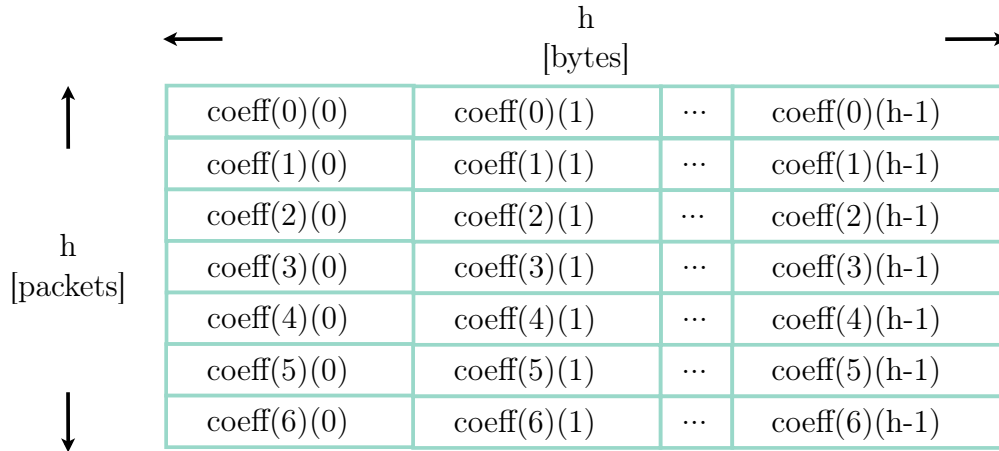 h
[bytes]
coeff(0)(0) coeff(0)(1) ... coeff(0)(h-1)
coeff(1)(0) coeff(1)(1) ... coeff(1)(h-1)
coeff(2)(0) coeff(2)(1) ... coeff(2)(h-1)
h
[packets]
coeff(3)(0) coeff(3)(1) ... coeff(3)(h-1)
coeff(4)(0) coeff(4)(1) ... coeff(4)(h-1)
coeff(5)(0) coeff(5)(1) ... coeff(5)(h-1)
coeff(6)(0) coeff(6)(1) ... coeff(6)(h-1)